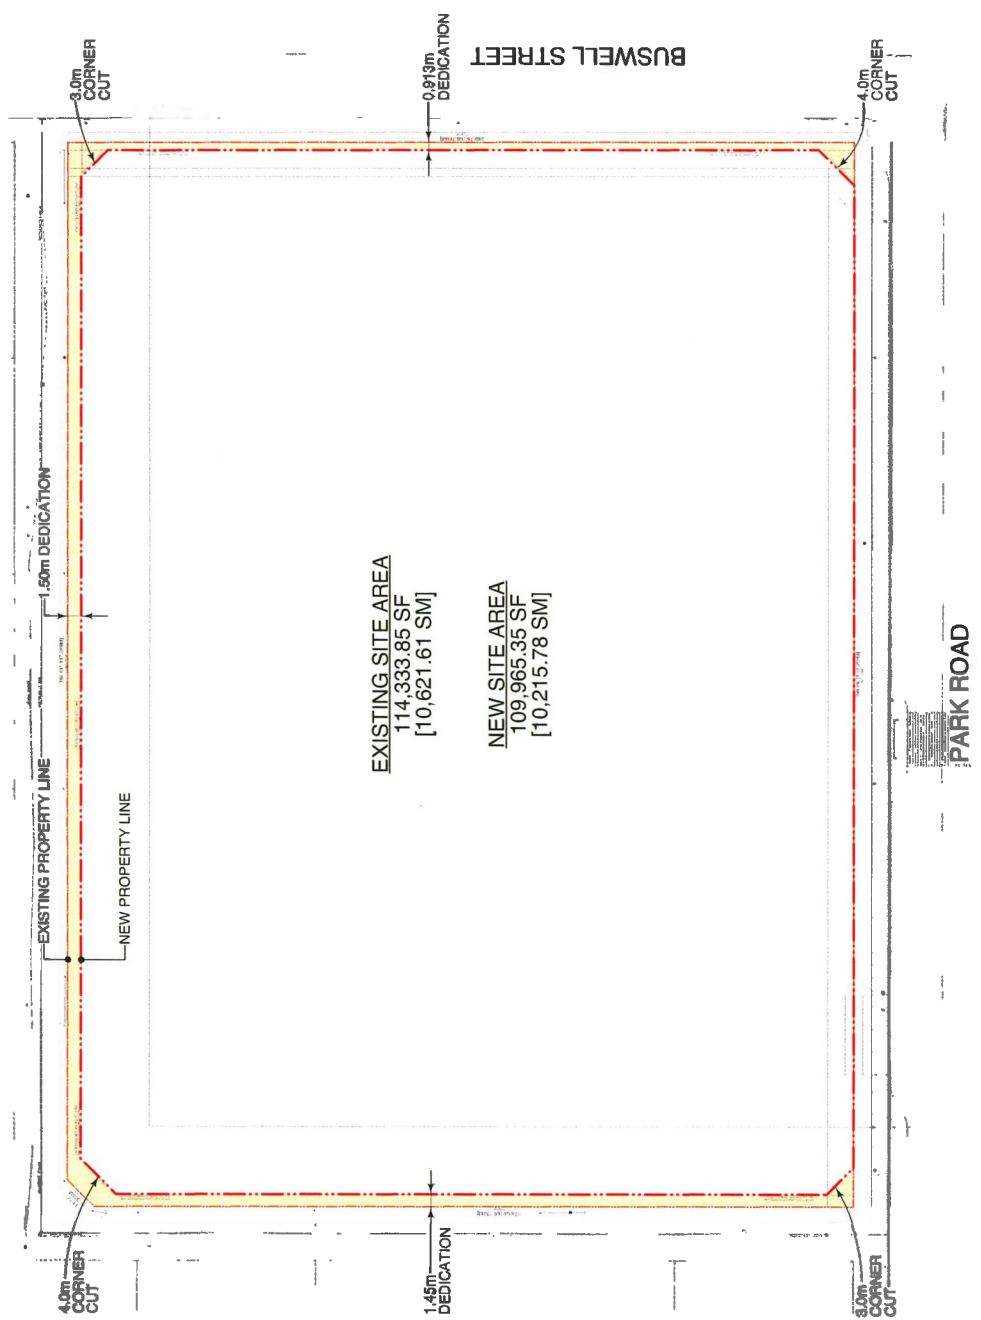 BUSWELL STREET
3.0m
CORNER
CUT
0.913m
DEDICATION
4.0m
CORNER
CUT
1.50m DEDICATION
EXISTING PROPERTY LINE
NEW PROPERTY LINE
EXISTING SITE AREA
114,333.85 SF
[10,621.61 SM]
NEW SITE AREA
109,965.35 SF
[10,215.78 SM]
PARK ROAD
4.0m
CORNER
CUT
1.45m
DEDICATION
3.0m
CORNER
CUT